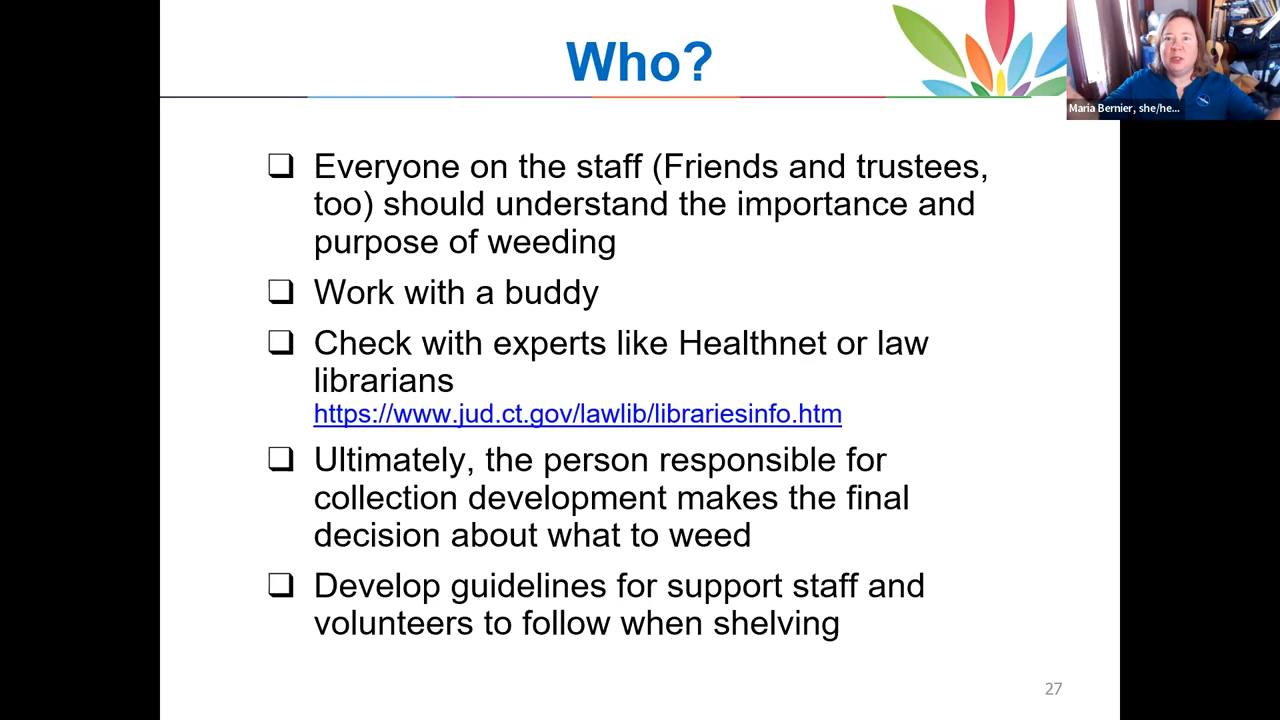 Who?
Maria Bernier, she/he...
❑ Everyone on the staff (Friends and trustees,
too) should understand the importance and
purpose of weeding
❑ Work with a buddy
❑ Check with experts like Healthnet or law
librarians
https://www.jud.ct.gov/lawlib/librariesinfo.htm
❑ Ultimately, the person responsible for
collection development makes the final
decision about what to weed
❑ Develop guidelines for support staff and
volunteers to follow when shelving
27